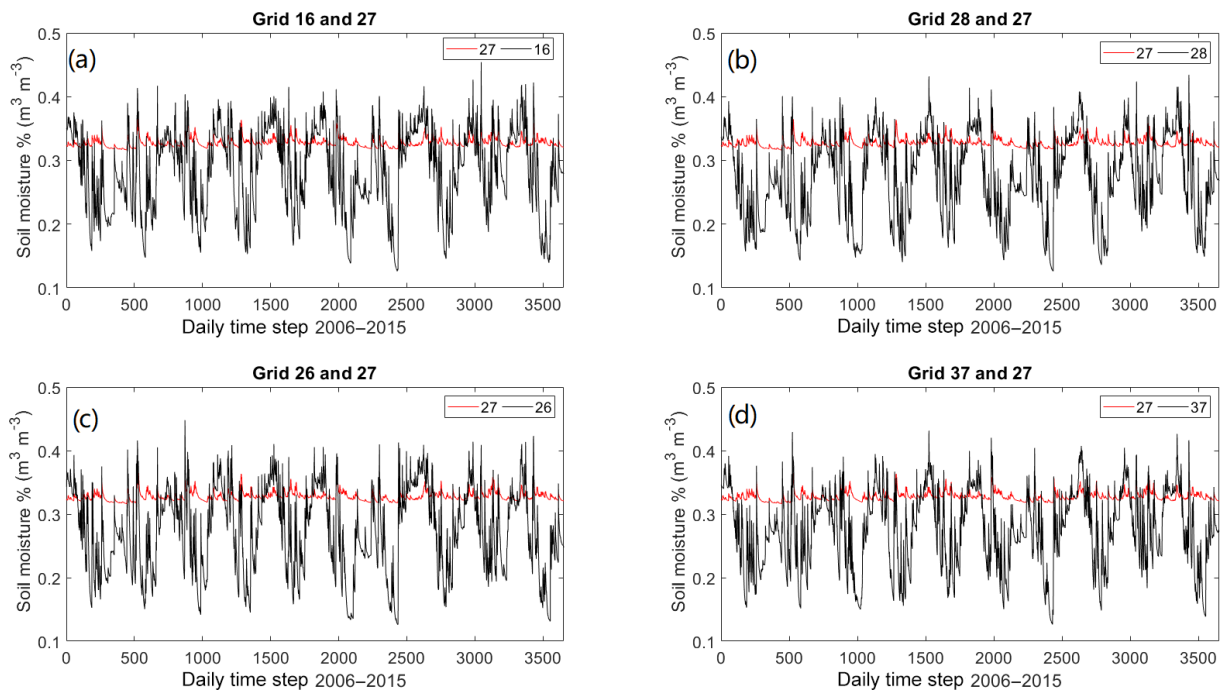 Grid 16 and 27
(a)
27 16
Soil moisture % (m³ m⁻³)
0.5
0.4
0.3
0.2
0.1
0 500 1000 1500 2000 2500 3000 3500
Daily time step 2006–2015
Grid 28 and 27
(b)
27 28
Soil moisture % (m³ m⁻³)
0.5
0.4
0.3
0.2
0.1
0 500 1000 1500 2000 2500 3000 3500
Daily time step 2006–2015
Grid 26 and 27
(c)
27 26
Soil moisture % (m³ m⁻³)
0.5
0.4
0.3
0.2
0.1
0 500 1000 1500 2000 2500 3000 3500
Daily time step 2006–2015
Grid 37 and 27
(d)
27 37
Soil moisture % (m³ m⁻³)
0.5
0.4
0.3
0.2
0.1
0 500 1000 1500 2000 2500 3000 3500
Daily time step 2006–2015